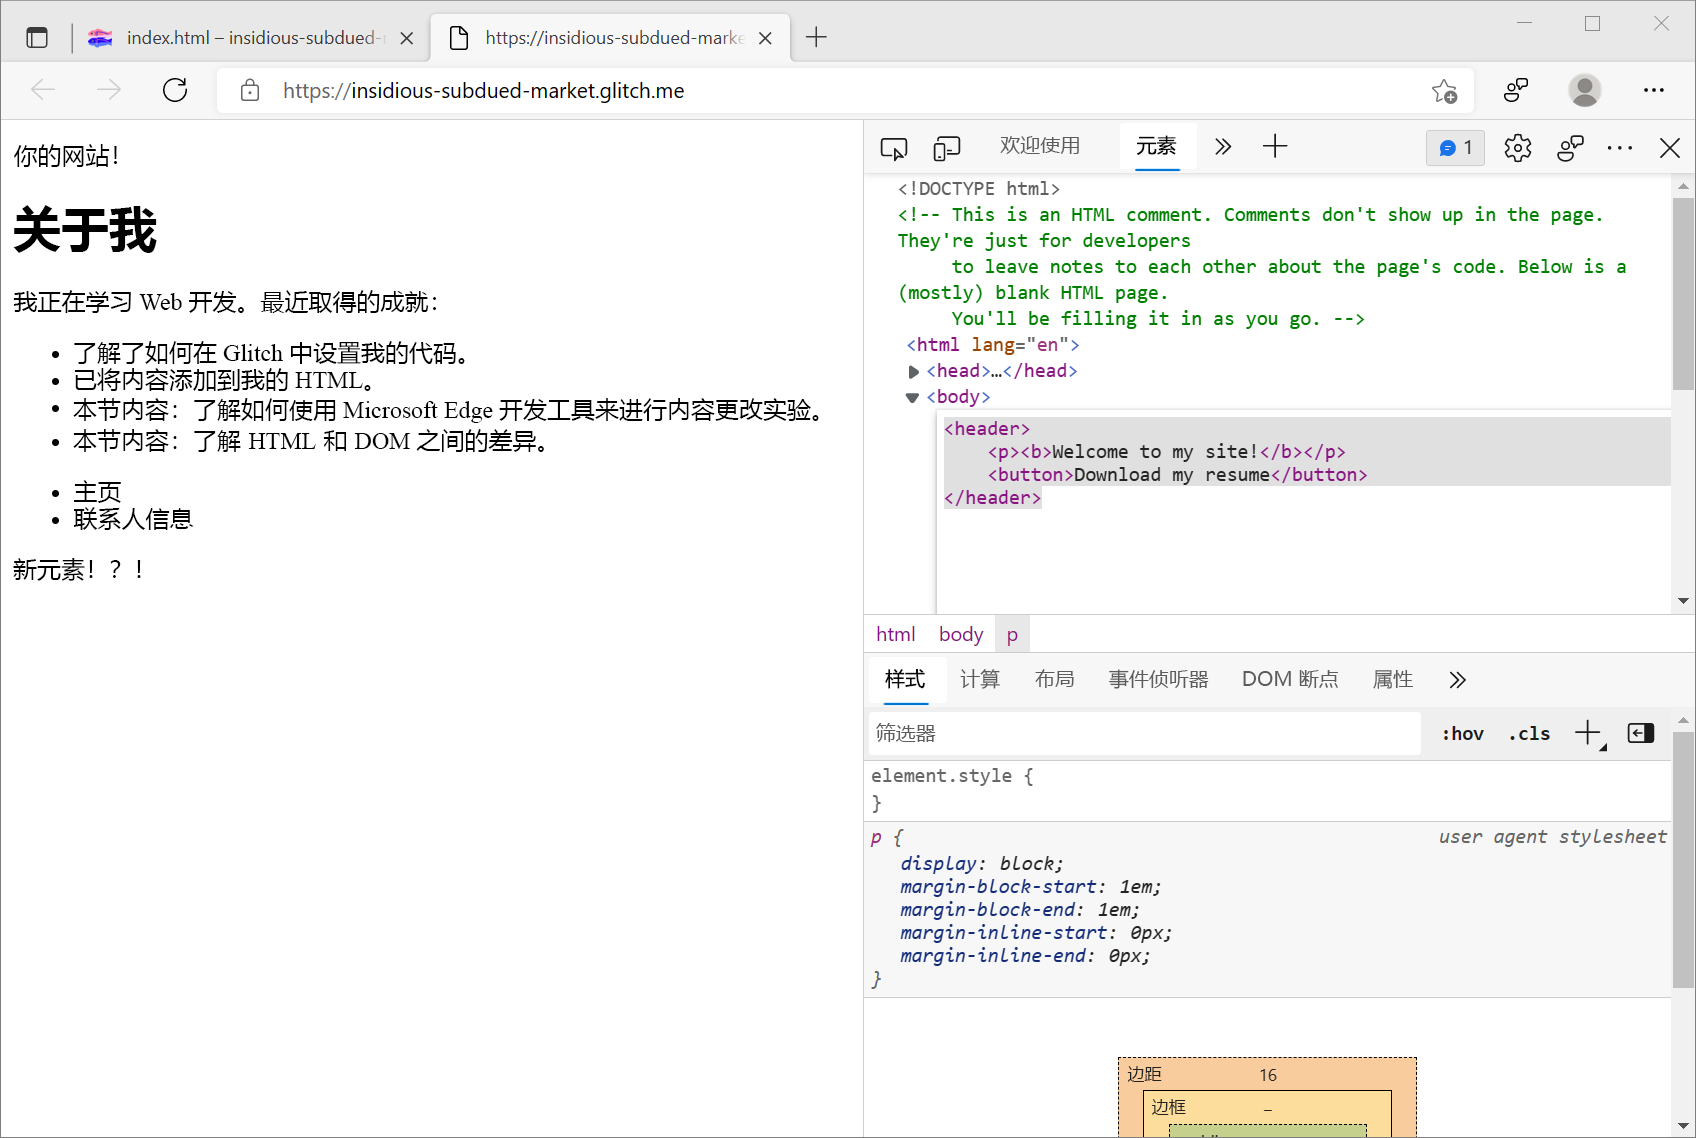 index.html – insidious-subdued-
https://insidious-subdued-marke
https://insidious-subdued-market.glitch.me
你的网站！
关于我
我正在学习 Web 开发。最近取得的成就：
• 了解了如何在 Glitch 中设置我的代码。
• 已将内容添加到我的 HTML。
• 本节内容：了解如何使用 Microsoft Edge 开发工具来进行内容更改实验。
• 本节内容：了解 HTML 和 DOM 之间的差异。
• 主页
• 联系人信息
新元素！？！
欢迎使用 元素 1
<!DOCTYPE html>
<!-- This is an HTML comment. Comments don't show up in the page.
They're just for developers
to leave notes to each other about the page's code. Below is a
(mostly) blank HTML page.
You'll be filling it in as you go. -->
<html lang="en">
<head>…</head>
<body>
<header>
<p><b>Welcome to my site!</b></p>
<button>Download my resume</button>
</header>
html body p
样式 计算 布局 事件侦听器 DOM 断点 属性
筛选器 :hov .cls
element.style {
}
p { user agent stylesheet
display: block;
margin-block-start: 1em;
margin-block-end: 1em;
margin-inline-start: 0px;
margin-inline-end: 0px;
}
边距 16
边框 –